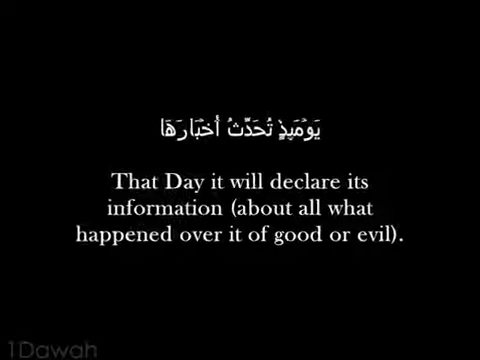 يَوْمَئِذٍ تُحَدِّثُ أَخْبَارَهَا
That Day it will declare its
information (about all what
happened over it of good or evil).
1Dawah